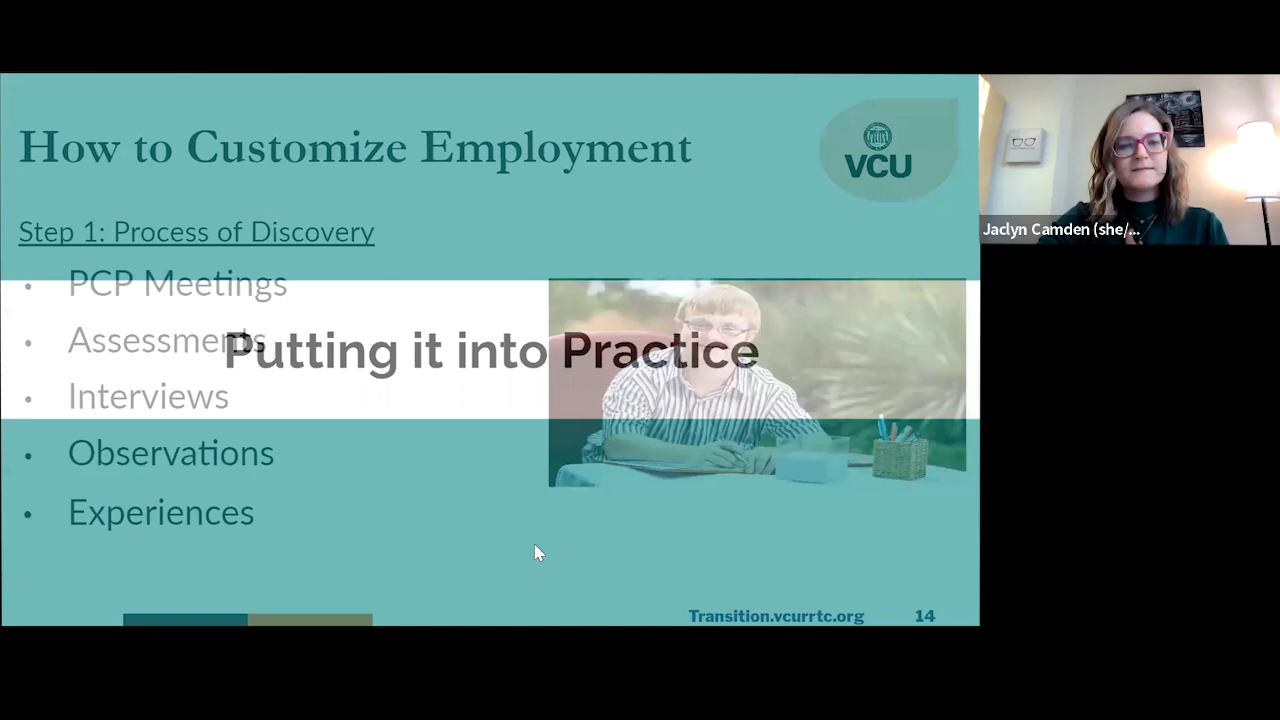 How to Customize Employment
VCU
Step 1: Process of Discovery
• PCP Meetings
• Assessments
Putting it into Practice
• Interviews
• Observations
• Experiences
Transition.vcurrtc.org 14
Jaclyn Camden (she/...